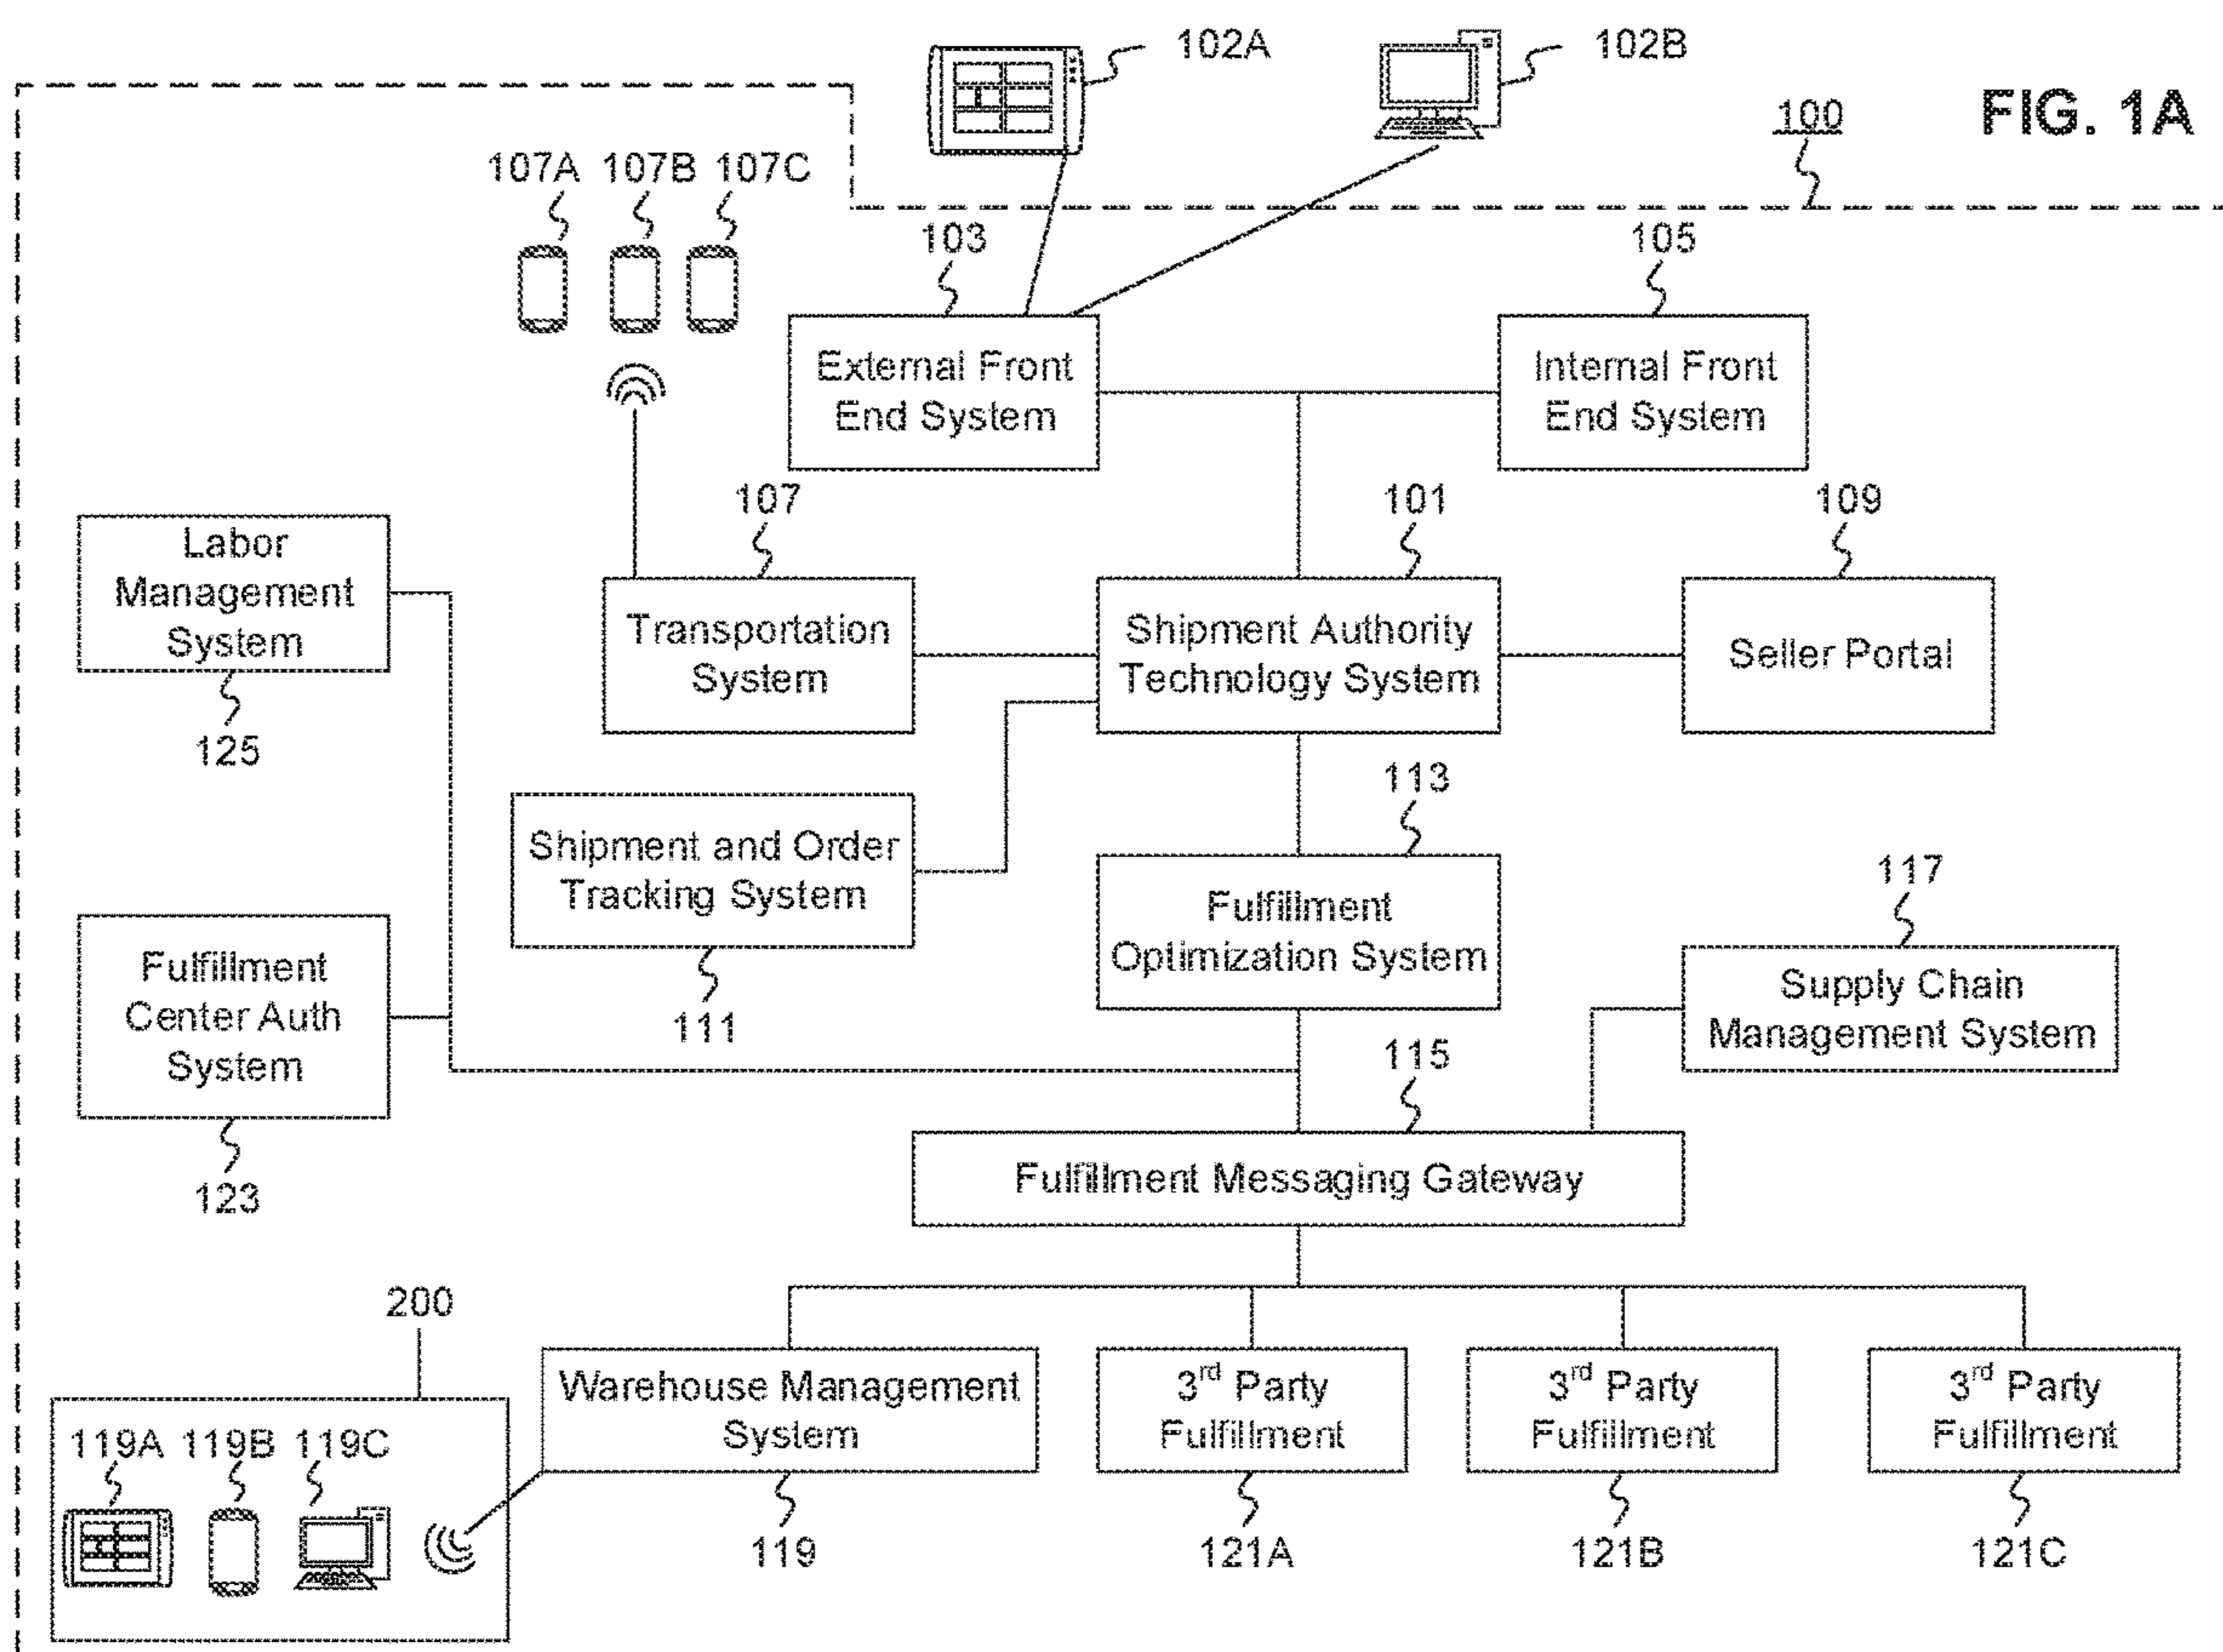 102A
102B
FIG. 1A
100
107A 107B 107C
103
105
External Front
End System
Internal Front
End System
107
101
109
Labor
Management
System
125
Transportation
System
Shipment Authority
Technology System
Seller Portal
113
Shipment and Order
Tracking System
111
117
Fulfillment
Optimization System
Fulfillment
Center Auth
System
123
Supply Chain
Management System
115
Fulfillment Messaging Gateway
200
Warehouse Management
System
119
3rd Party
Fulfillment
121A
3rd Party
Fulfillment
121B
3rd Party
Fulfillment
121C
119A 119B 119C